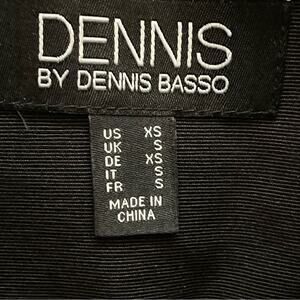 DENNIS
BY DENNIS BASSO
US XS
UK S
DE XS
IT S
FR S
MADE IN
CHINA